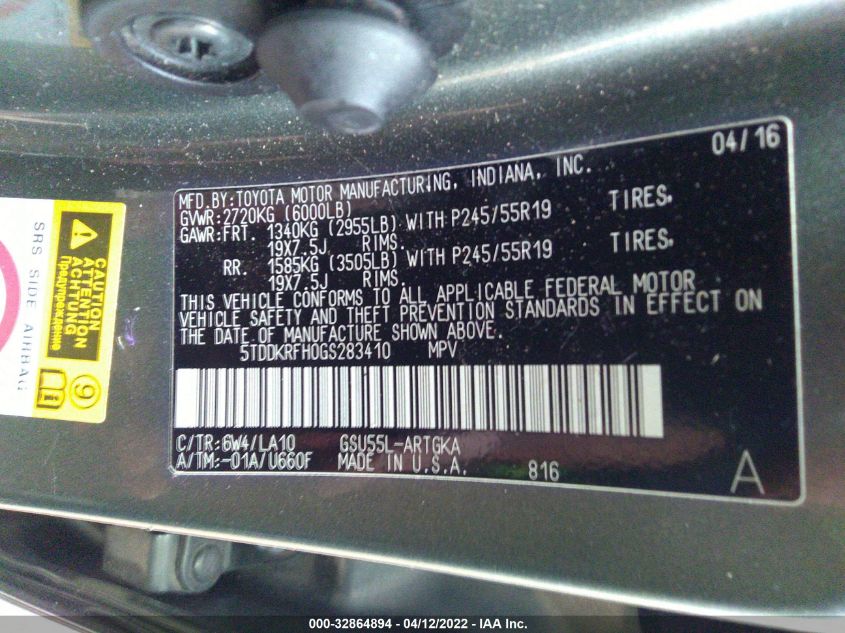 04/16
MFD.BY:TOYOTA MOTOR MANUFACTURING, INDIANA, INC.
GVWR:2720KG (6000LB)
GAWR:FRT. 1340KG (2955LB) WITH P245/55R19 TIRES,
19X7.5J RIMS.
RR. 1585KG (3505LB) WITH P245/55R19 TIRES,
19X7.5J RIMS.
THIS VEHICLE CONFORMS TO ALL APPLICABLE FEDERAL MOTOR
VEHICLE SAFETY AND THEFT PREVENTION STANDARDS IN EFFECT ON
THE DATE OF MANUFACTURE SHOWN ABOVE.
5TDDKRFH0GS283410 MPV
C/TR:6W4/LA10 GSU55L-ARTGKA
A/TM:-01A/U660F MADE IN U.S.A. 816 A
SRS SIDE AIRBAG
CAUTION
ATTENTION
ACHTUNG
Предупреждение
9
000-32864894 - 04/12/2022 - IAA Inc.